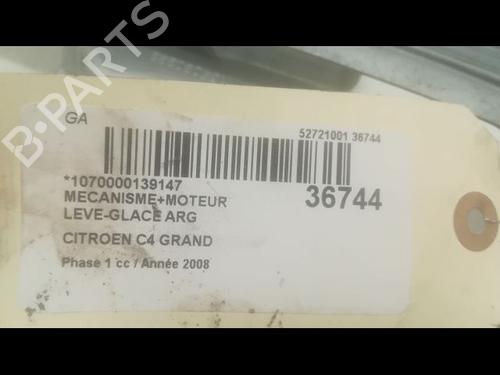 GA
52721001 36744
*1070000139147
36744
MECANISME+MOTEUR
LEVE-GLACE ARG
CITROEN C4 GRAND
Phase 1 cc / Année 2008
B-PARTS